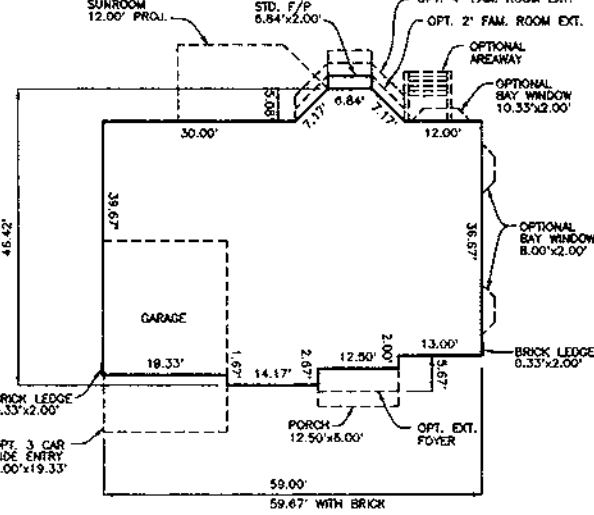 SUNROOM
12.00' PROJ.
STD. F/P
6.84'x2.00'
OPT. 2' FAM. ROOM EXT.
OPTIONAL
AREAWAY
OPTIONAL
BAY WINDOW
10.33'x2.00'
5.08'
7.17'
6.84'
7.17'
30.00'
12.00'
39.67'
46.42'
36.67'
OPTIONAL
BAY WINDOW
8.00'x2.00'
GARAGE
19.33'
1.67'
14.17'
2.67'
12.50'
2.00'
13.00'
5.67'
BRICK LEDGE
0.33'x2.00'
BRICK LEDGE
.33'x2.00'
PORCH
12.50'x6.00'
OPT. EXT.
FOYER
PT. 3 CAR
IDE ENTRY
.00'x19.33'
59.00'
59.67' WITH BRICK